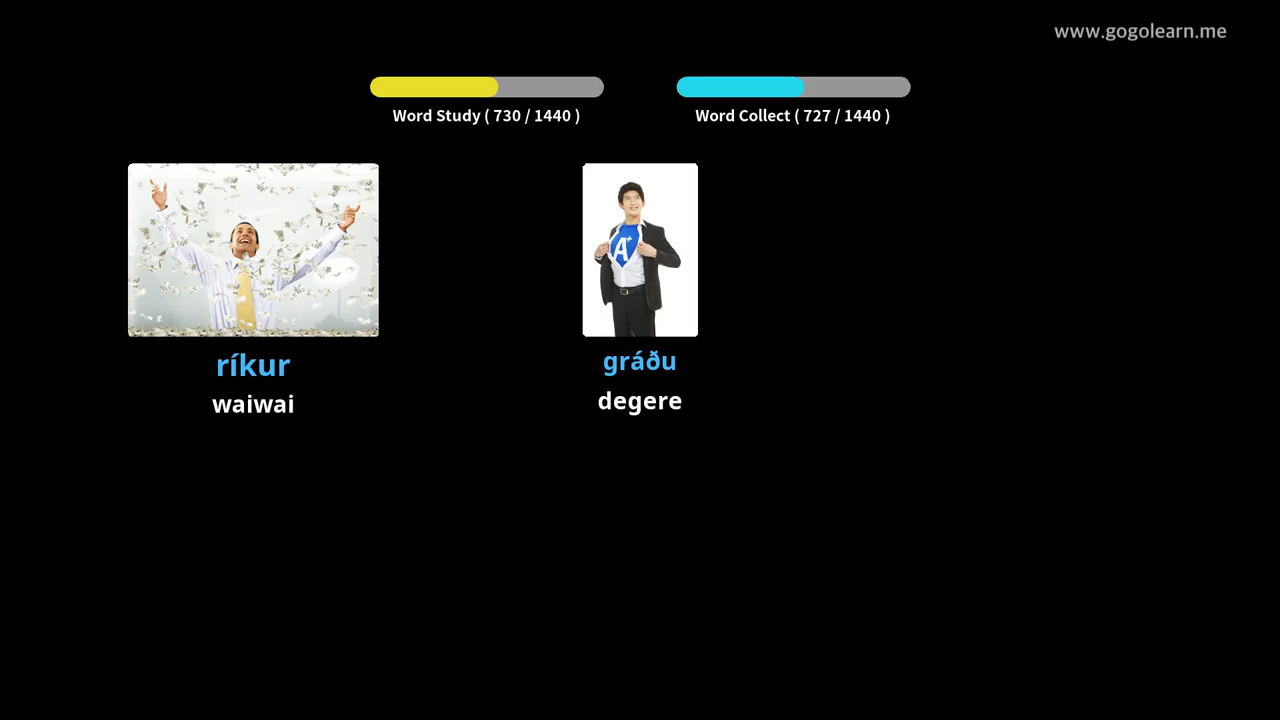 www.gogolearn.me
Word Study ( 730 / 1440 )
Word Collect ( 727 / 1440 )
A+
ríkur
waiwai
gráðu
degere